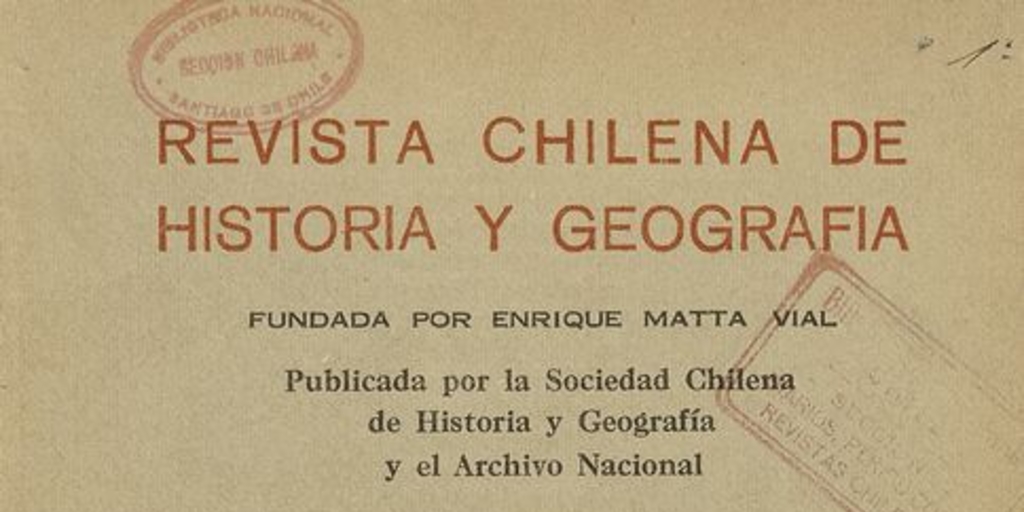 BIBLIOTECA NACIONAL
SECCION CHILENA
SANTIAGO DE CHILE
REVISTA CHILENA DE
HISTORIA Y GEOGRAFIA
FUNDADA POR ENRIQUE MATTA VIAL
Publicada por la Sociedad Chilena
de Historia y Geografía
y el Archivo Nacional
REVISTAS